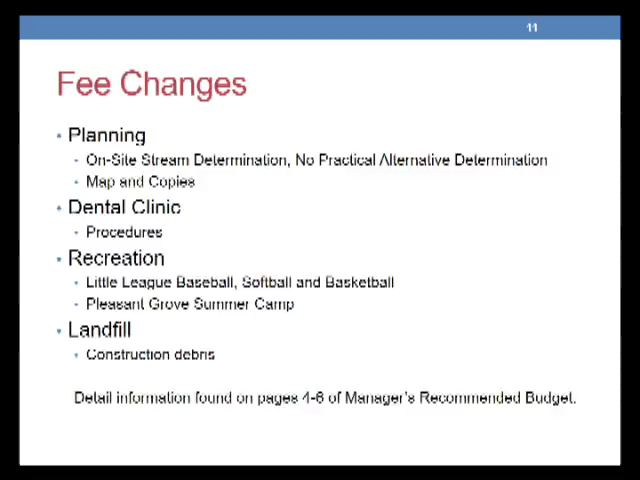 11
Fee Changes
• Planning
• On-Site Stream Determination, No Practical Alternative Determination
• Map and Copies
• Dental Clinic
• Procedures
• Recreation
• Little League Baseball, Softball and Basketball
• Pleasant Grove Summer Camp
• Landfill
• Construction debris
Detail information found on pages 4-6 of Manager's Recommended Budget.